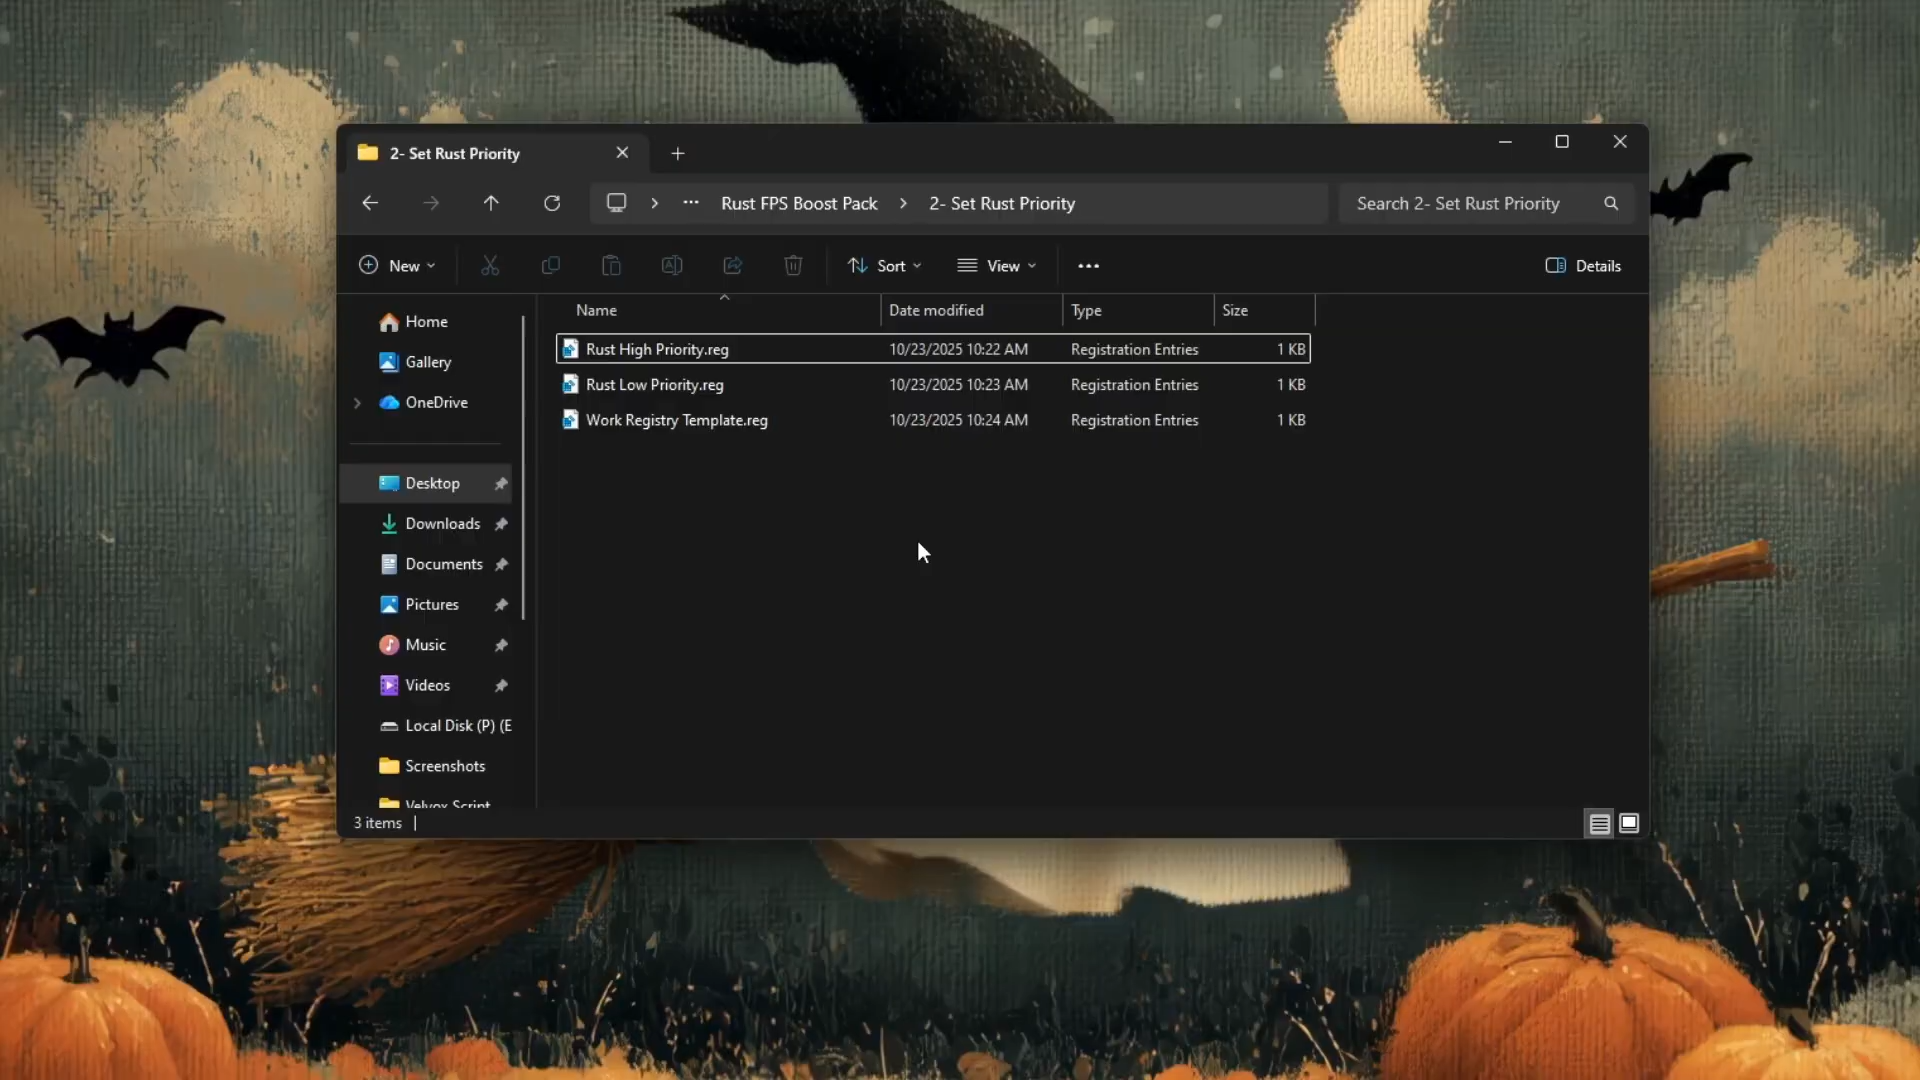 2- Set Rust Priority
Rust FPS Boost Pack
2- Set Rust Priority
Search 2- Set Rust Priority
New
Sort
View
Details
Name
Date modified
Type
Size
Rust High Priority.reg 10/23/2025 10:22 AM Registration Entries 1 KB
Rust Low Priority.reg 10/23/2025 10:23 AM Registration Entries 1 KB
Work Registry Template.reg 10/23/2025 10:24 AM Registration Entries 1 KB
Home
Gallery
OneDrive
Desktop
Downloads
Documents
Pictures
Music
Videos
Local Disk (P) (E
Screenshots
Velvox Script
3 items